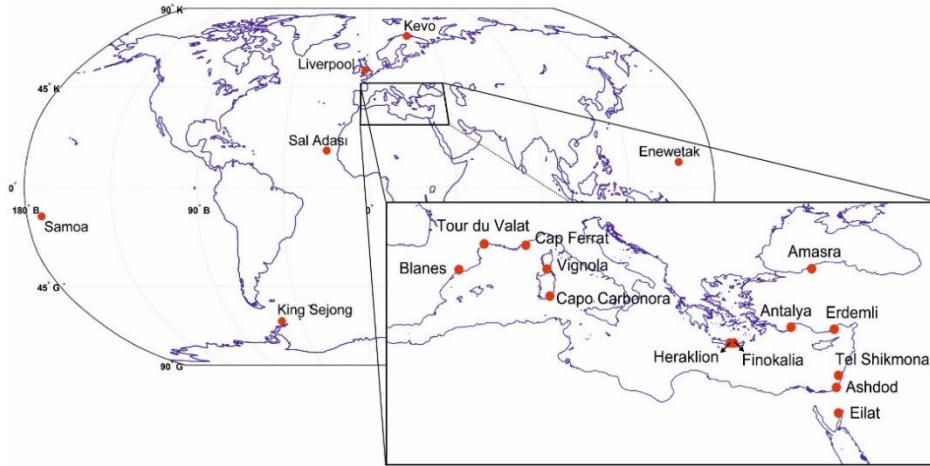 90° K
Kevo
Liverpool
45° K
Sal Adası
Enewetak
0°
180° B
90° B
0°
Samoa
45° G
King Sejong
90° G
Tour du Valat
Cap Ferrat
Amasra
Blanes
Vignola
Capo Carbonora
Antalya
Erdemli
Heraklion
Finokalia
Tel Shikmona
Ashdod
Eilat